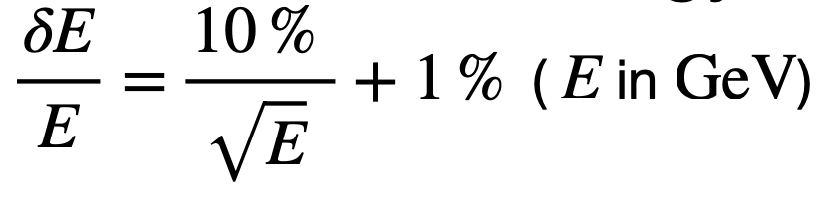 δE/E = 10 % / √E + 1 % ( E in GeV)